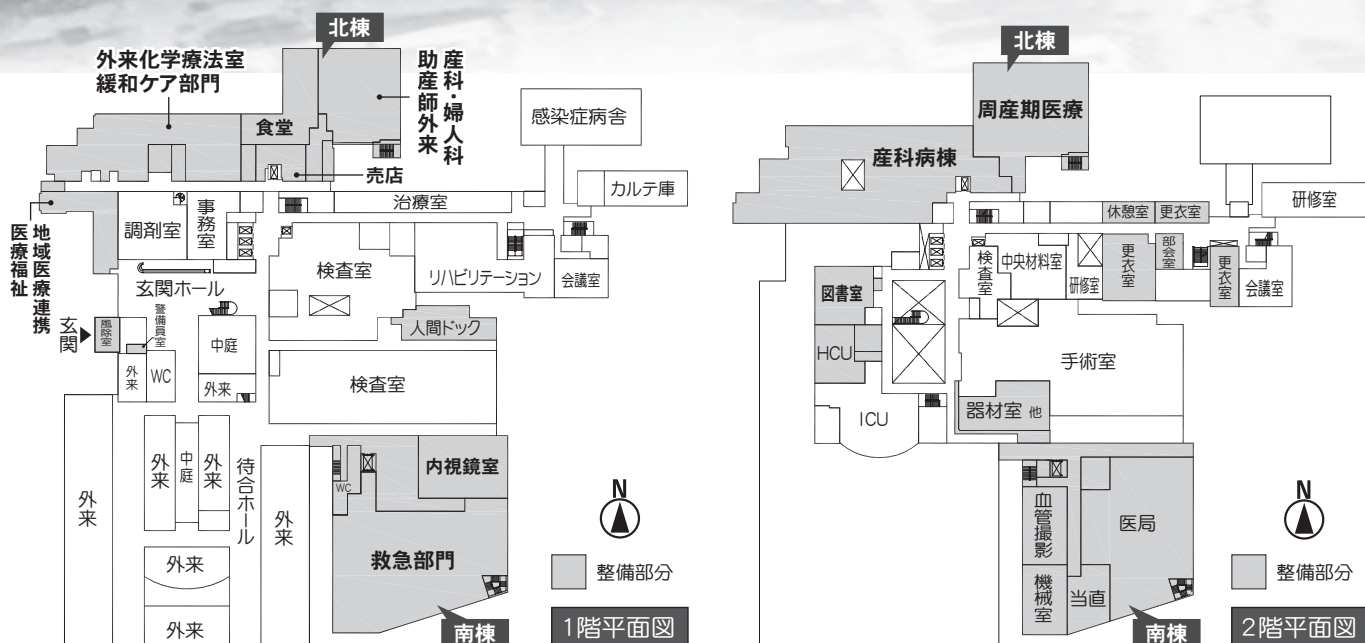 北棟
外来化学療法室
緩和ケア部門
産科・婦人科
助産師外来
食堂
売店
感染症病舎
カルテ庫
治療室
地域医療連携
医療福祉
調剤室
事務室
検査室
リハビリテーション
会議室
玄関ホール
玄関
風除室
警備員室
中庭
人間ドック
外来
WC
外来
検査室
外来
外来
中庭
外来
待合ホール
外来
外来
外来
WC
内視鏡室
救急部門
南棟
N
整備部分
1階平面図
北棟
周産期医療
産科病棟
研修室
休憩室
更衣室
検査室
中央材料室
研修室
更衣室
部会室
更衣室
会議室
図書室
HCU
ICU
手術室
器材室 他
血管撮影
医局
機械室
当直
南棟
N
整備部分
2階平面図